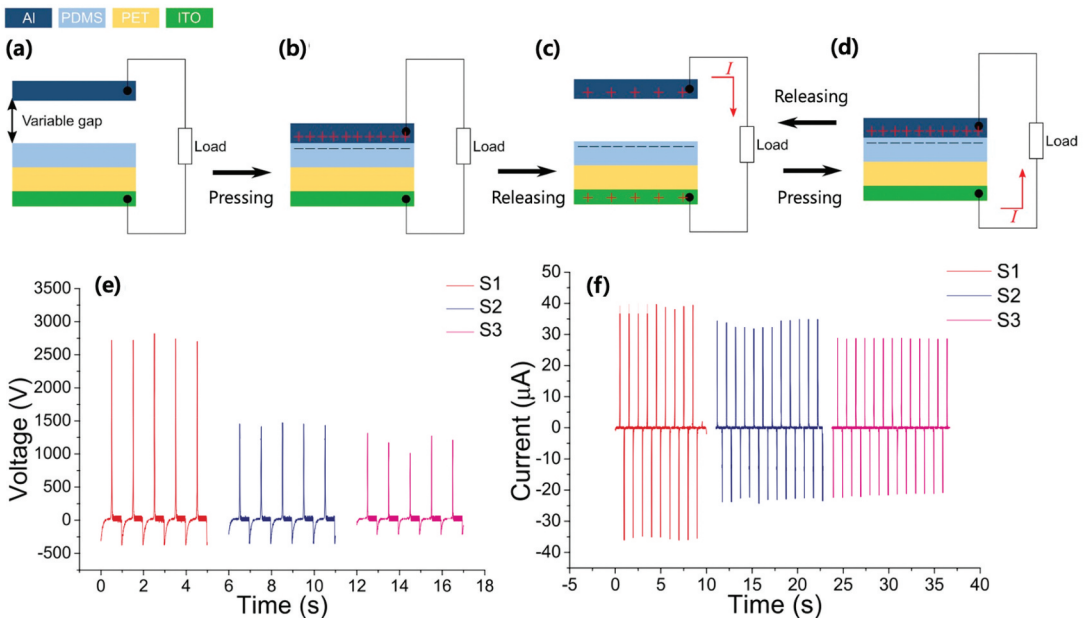 Al PDMS PET ITO
(a) (b) (c) (d)
Variable gap
Load
Pressing
+ + + + + + + + +
Load
Releasing
I
+ + + + +
Load
+ + + + +
Releasing
Pressing
+ + + + + + + + +
Load
I
(e)
S1
S2
S3
3500
3000
2500
2000
1500
1000
500
0
-500
Voltage (V)
0 2 4 6 8 10 12 14 16 18
Time (s)
(f)
S1
S2
S3
50
40
30
20
10
0
-10
-20
-30
-40
Current (μA)
-5 0 5 10 15 20 25 30 35 40
Time (s)